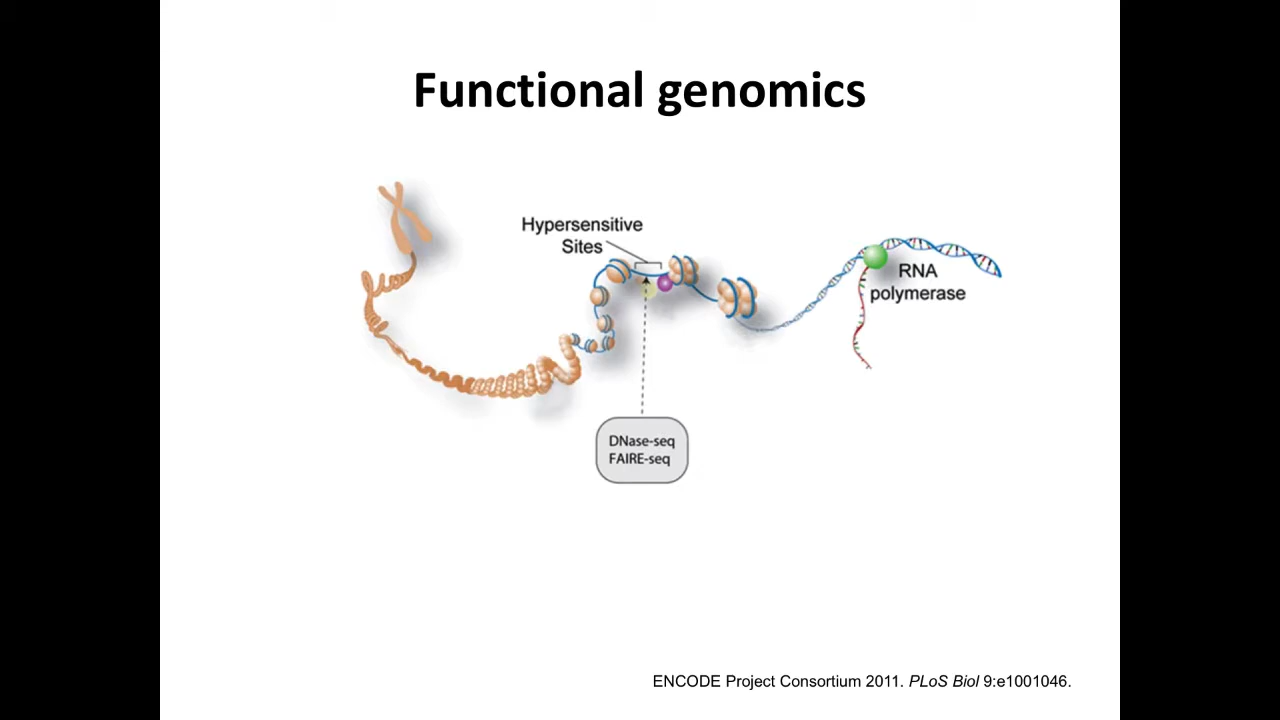 Functional genomics
Hypersensitive
Sites
RNA
polymerase
DNase-seq
FAIRE-seq
ENCODE Project Consortium 2011. PLoS Biol 9:e1001046.